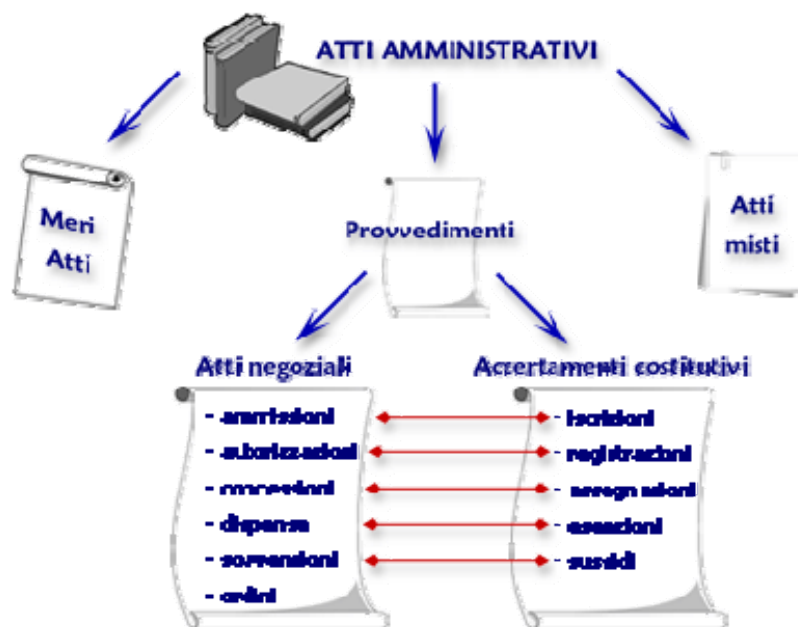 ATTI AMMINISTRATIVI
Meri
Atti
Provvedimenti
Atti
misti
Atti negoziali
- ammissioni
- autorizzazioni
- concessioni
- dispense
- sovvenzioni
- ordini
Accertamenti costitutivi
- iscrizioni
- registrazioni
- assegnazioni
- esenzioni
- sussidi